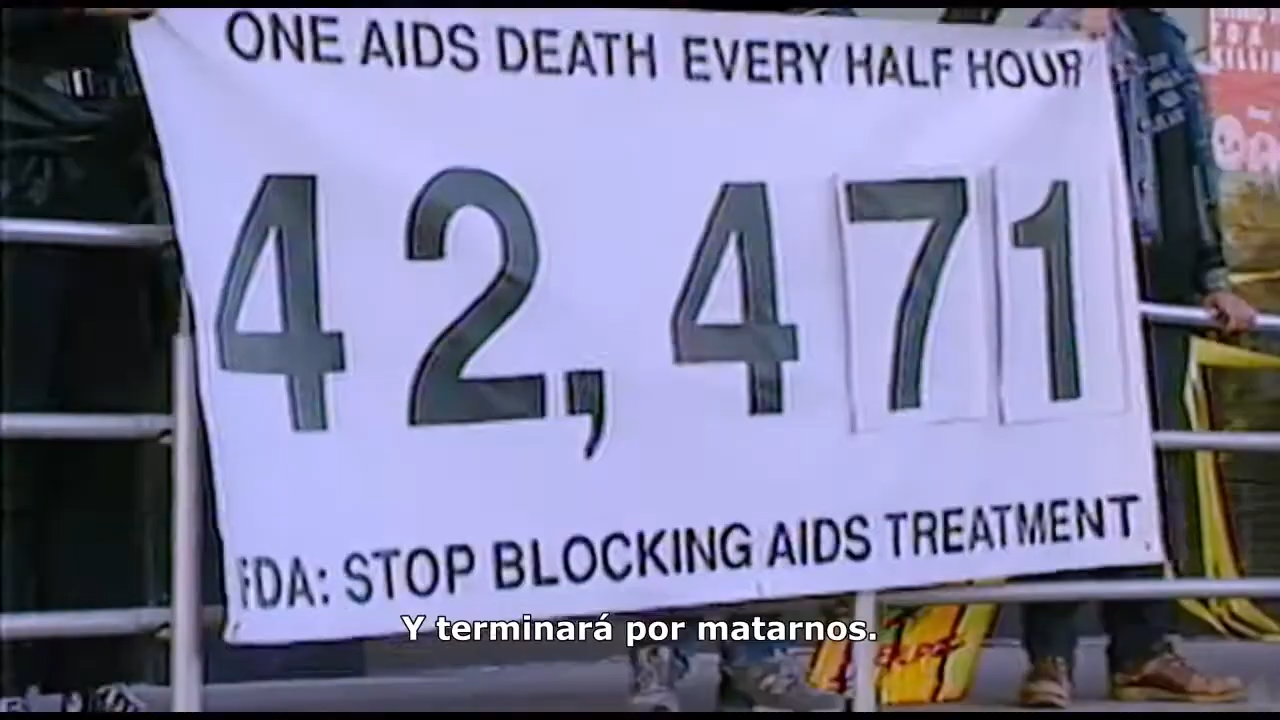 ONE AIDS DEATH EVERY HALF HOUR
42,471
FDA: STOP BLOCKING AIDS TREATMENT
Y terminará por matarnos.